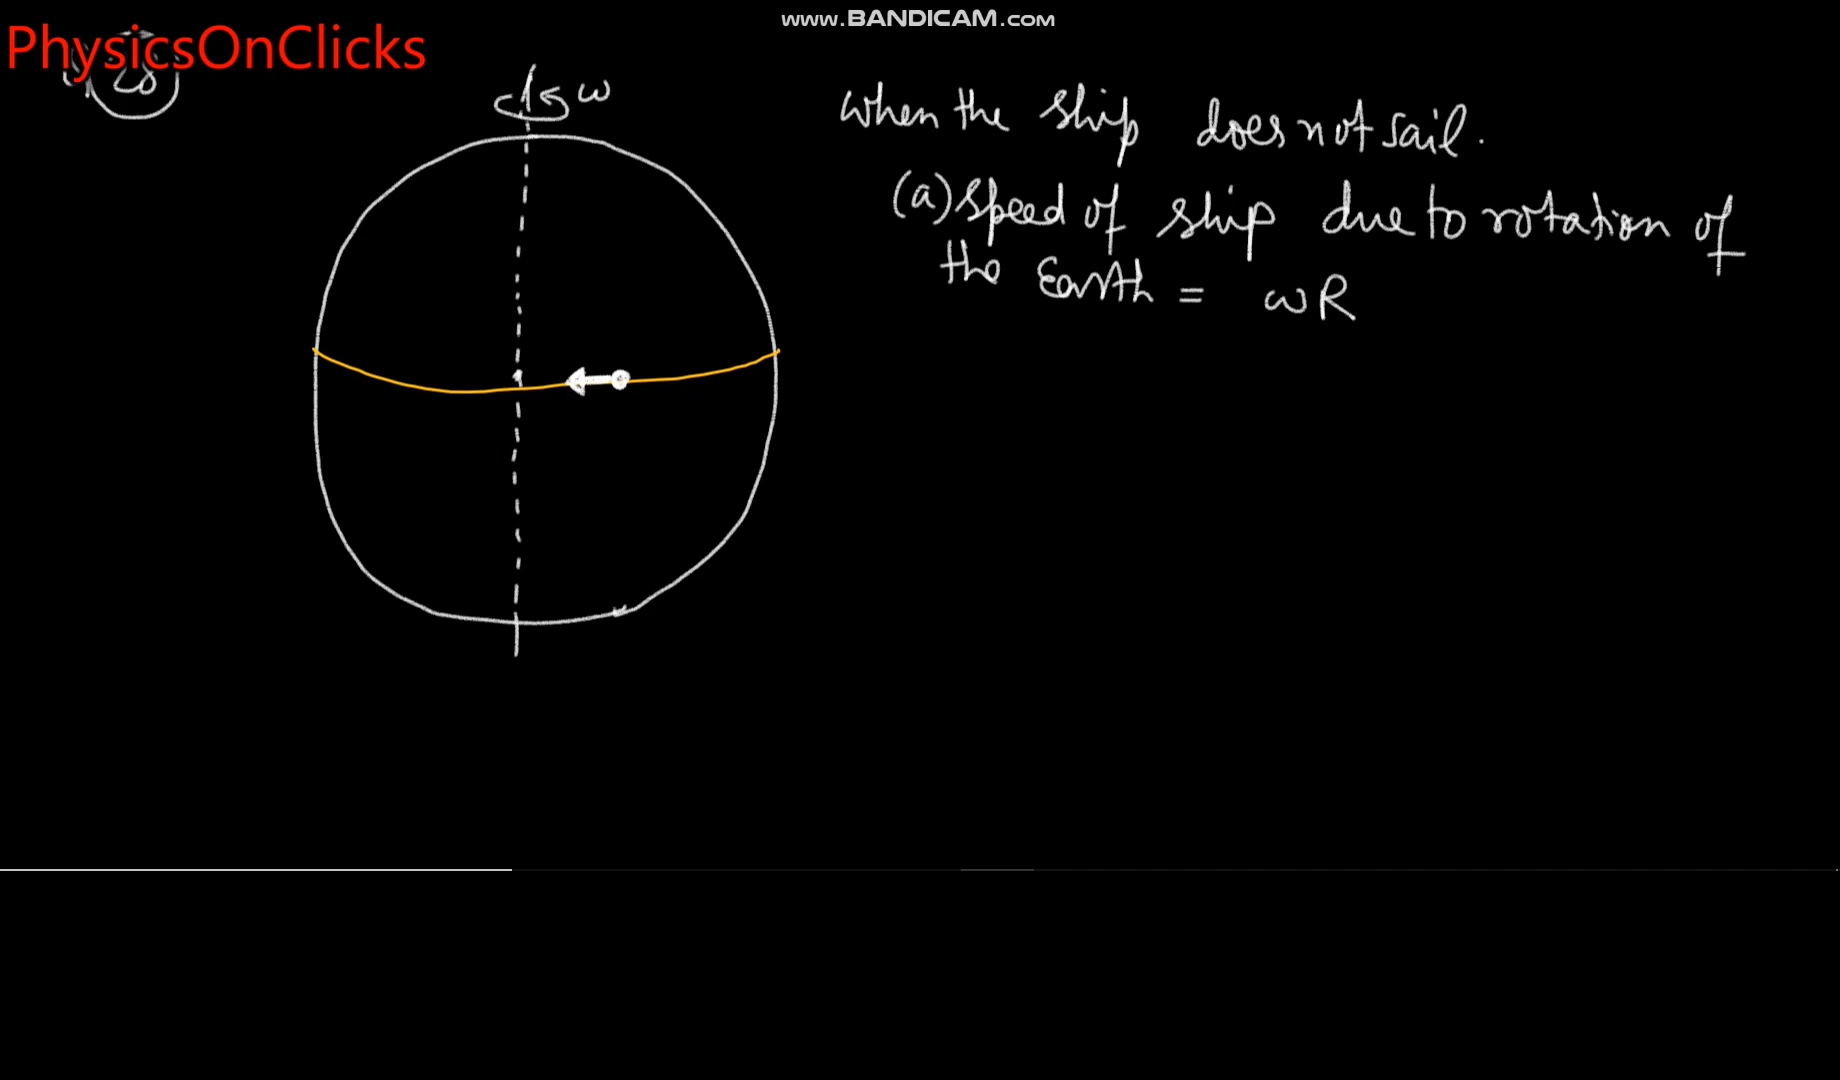 www.BANDICAM.com
PhysicsOnClicks
28
ω
when the ship does not sail.
(a) speed of ship due to rotation of
the Earth = ωR